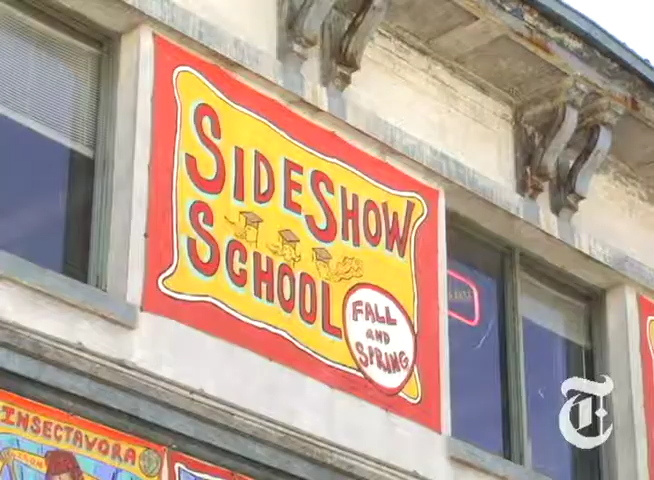 SIDESHOW
SCHOOL
FALL
AND
SPRING
INSECTAVORA
T